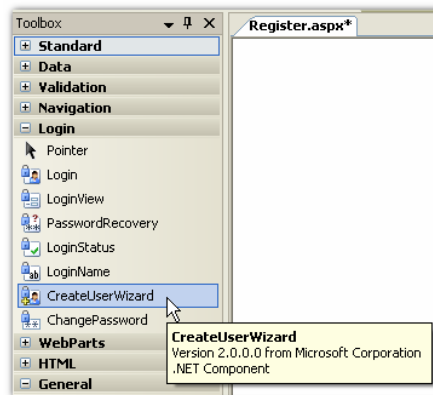 Toolbox
Register.aspx*
Standard
Data
Validation
Navigation
Login
Pointer
Login
LoginView
PasswordRecovery
LoginStatus
LoginName
CreateUserWizard
ChangePassword
CreateUserWizard
Version 2.0.0.0 from Microsoft Corporation
.NET Component
WebParts
HTML
General